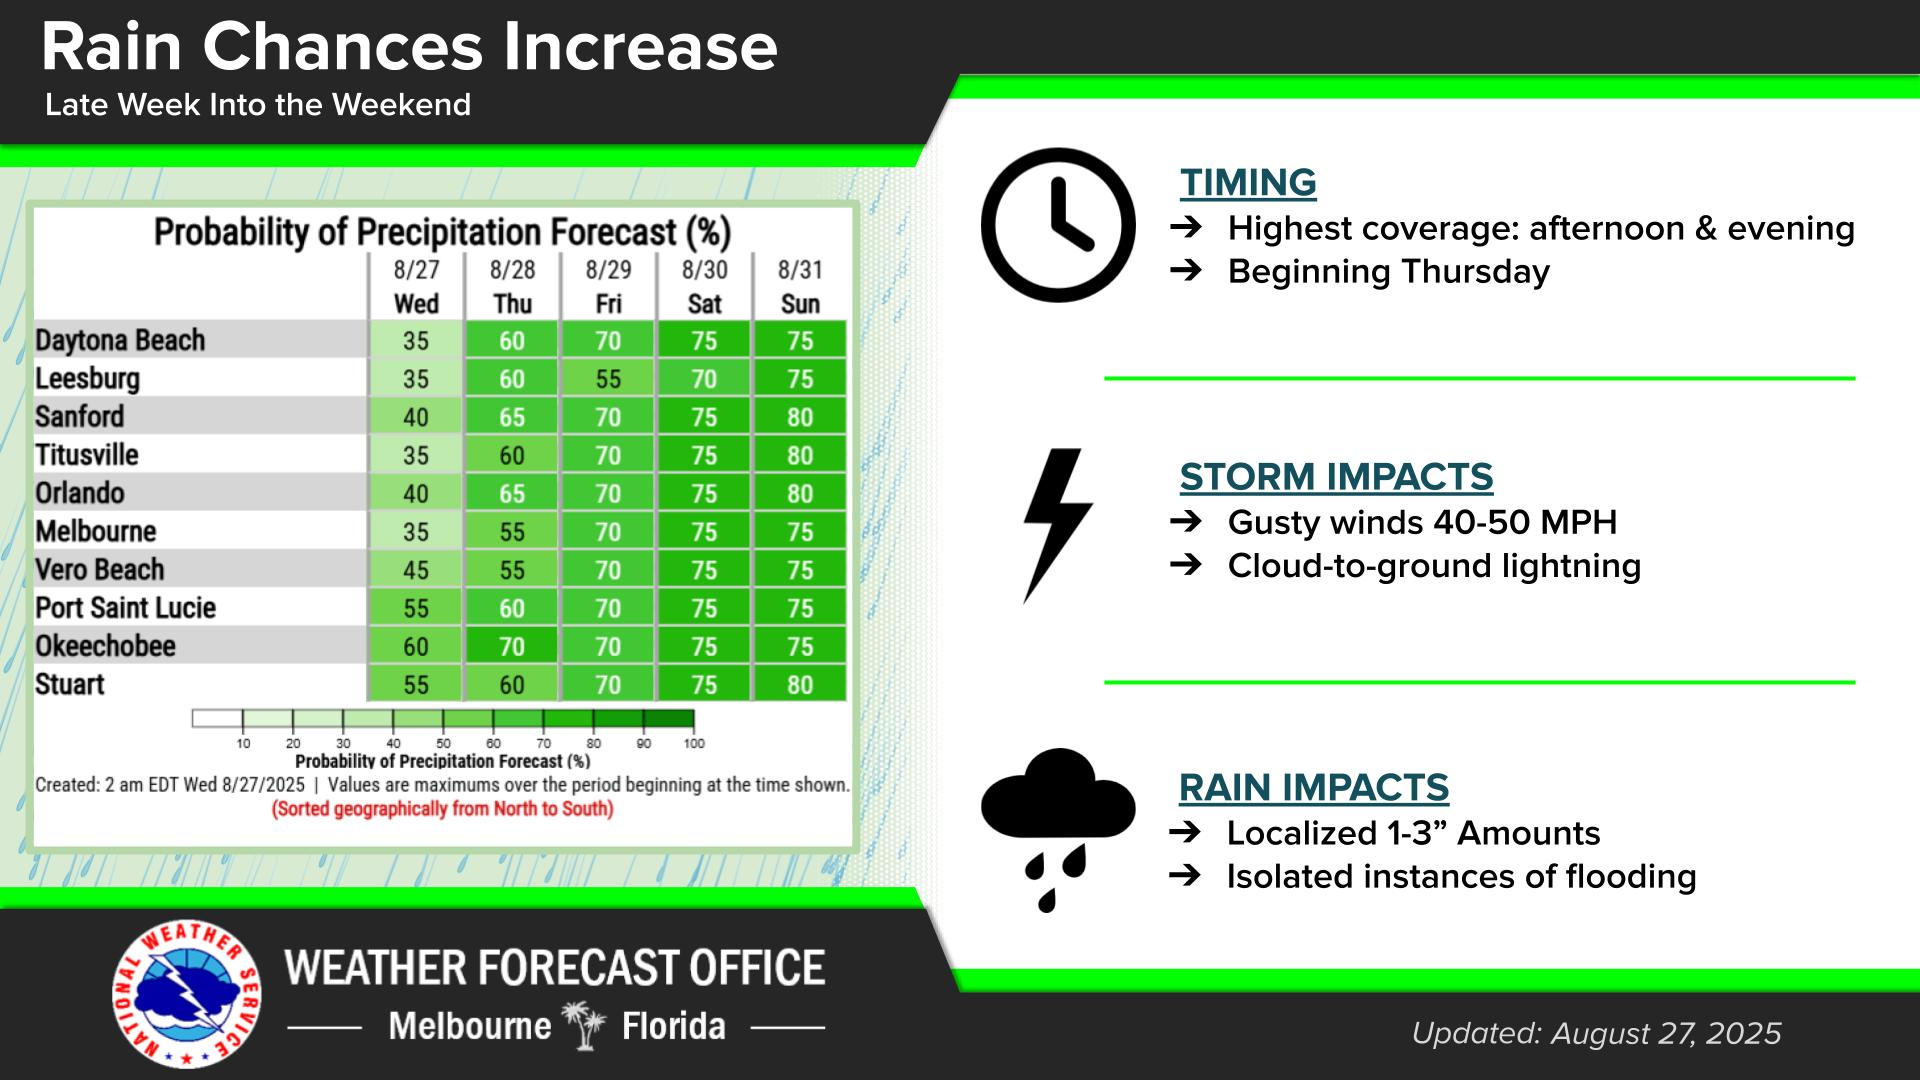 Rain Chances Increase
Late Week Into the Weekend
Probability of Precipitation Forecast (%)
8/27 8/28 8/29 8/30 8/31
Wed Thu Fri Sat Sun
Daytona Beach 35 60 70 75 75
Leesburg 35 60 55 70 75
Sanford 40 65 70 75 80
Titusville 35 60 70 75 80
Orlando 40 65 70 75 80
Melbourne 35 55 70 75 75
Vero Beach 45 55 70 75 75
Port Saint Lucie 55 60 70 75 75
Okeechobee 60 70 70 75 75
Stuart 55 60 70 75 80
10 20 30 40 50 60 70 80 90 100
Probability of Precipitation Forecast (%)
Created: 2 am EDT Wed 8/27/2025 | Values are maximums over the period beginning at the time shown.
(Sorted geographically from North to South)
TIMING
➔ Highest coverage: afternoon & evening
➔ Beginning Thursday
STORM IMPACTS
➔ Gusty winds 40-50 MPH
➔ Cloud-to-ground lightning
RAIN IMPACTS
➔ Localized 1-3” Amounts
➔ Isolated instances of flooding
NATIONAL WEATHER SERVICE
WEATHER FORECAST OFFICE
Melbourne Florida
Updated: August 27, 2025